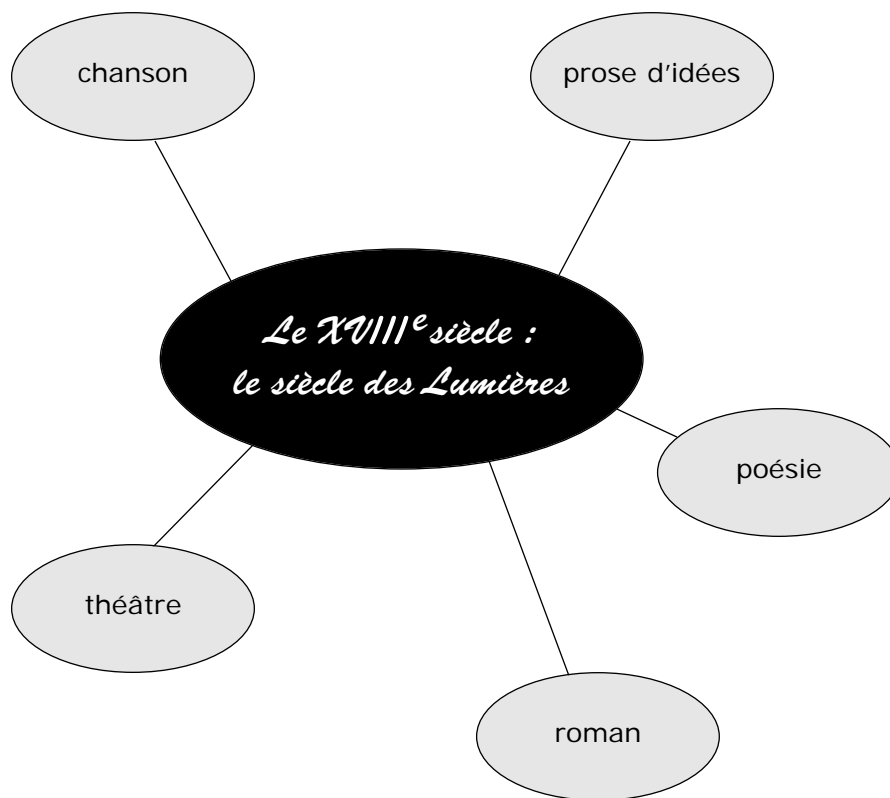 chanson
prose d'idées
Le XVIIIe siècle :
le siècle des Lumières
poésie
théâtre
roman